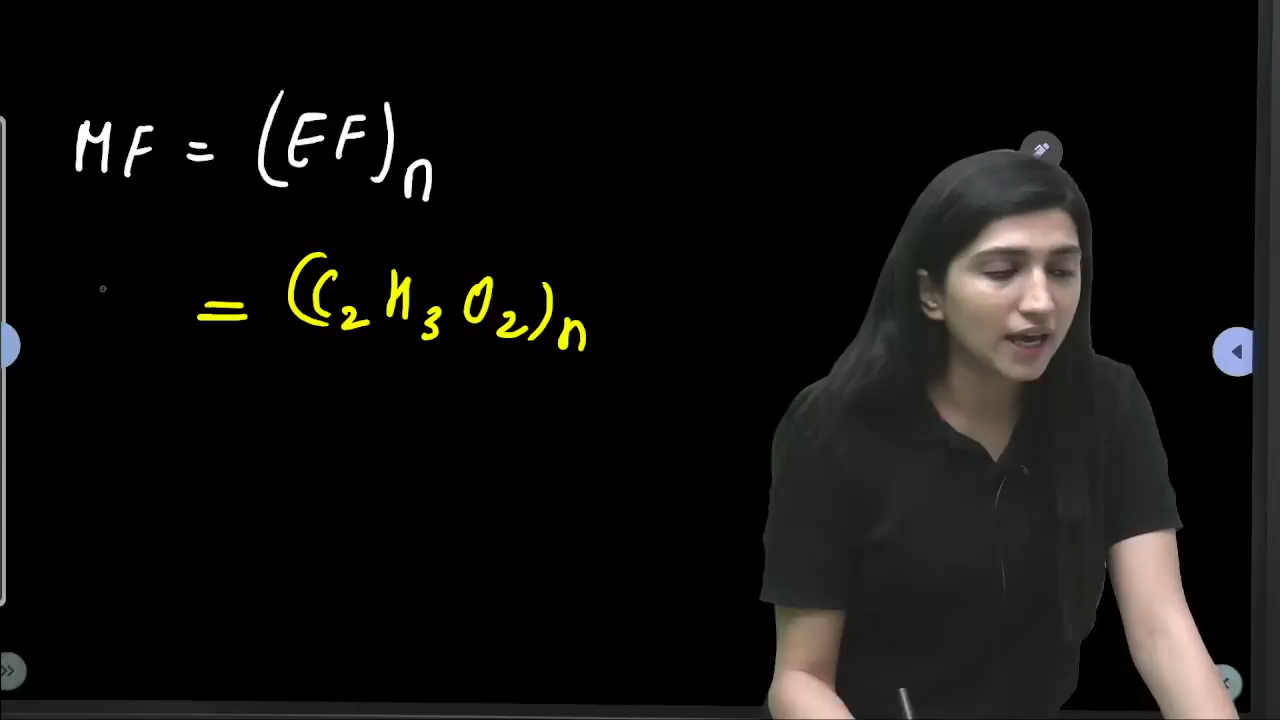 MF = (EF)n
= (C2H3O2)n